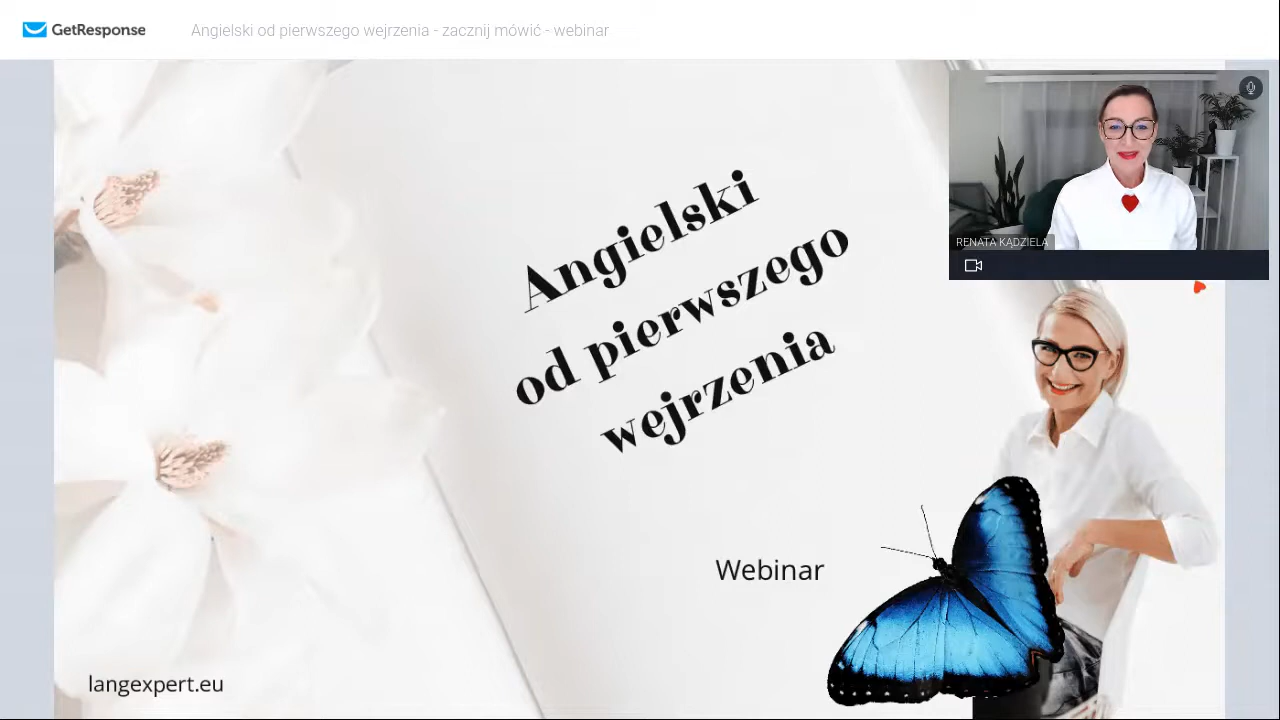 GetResponse
Angielski od pierwszego wejrzenia - zacznij mówić - webinar
RENATA KĄDZIELA
Angielski
od pierwszego
wejrzenia
Webinar
langexpert.eu